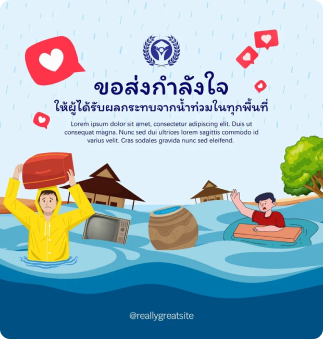 ขอส่งกำลังใจ
ให้ผู้ได้รับผลกระทบจากน้ำท่วมในทุกพื้นที่
Lorem ipsum dolor sit amet, consectetur adipiscing elit. Duis ut
consequat magna. Nunc sed dui ultrices lorem sagittis commodo id
varius velit. Cras sodales gravida nunc sed eleifend.
@reallygreatsite